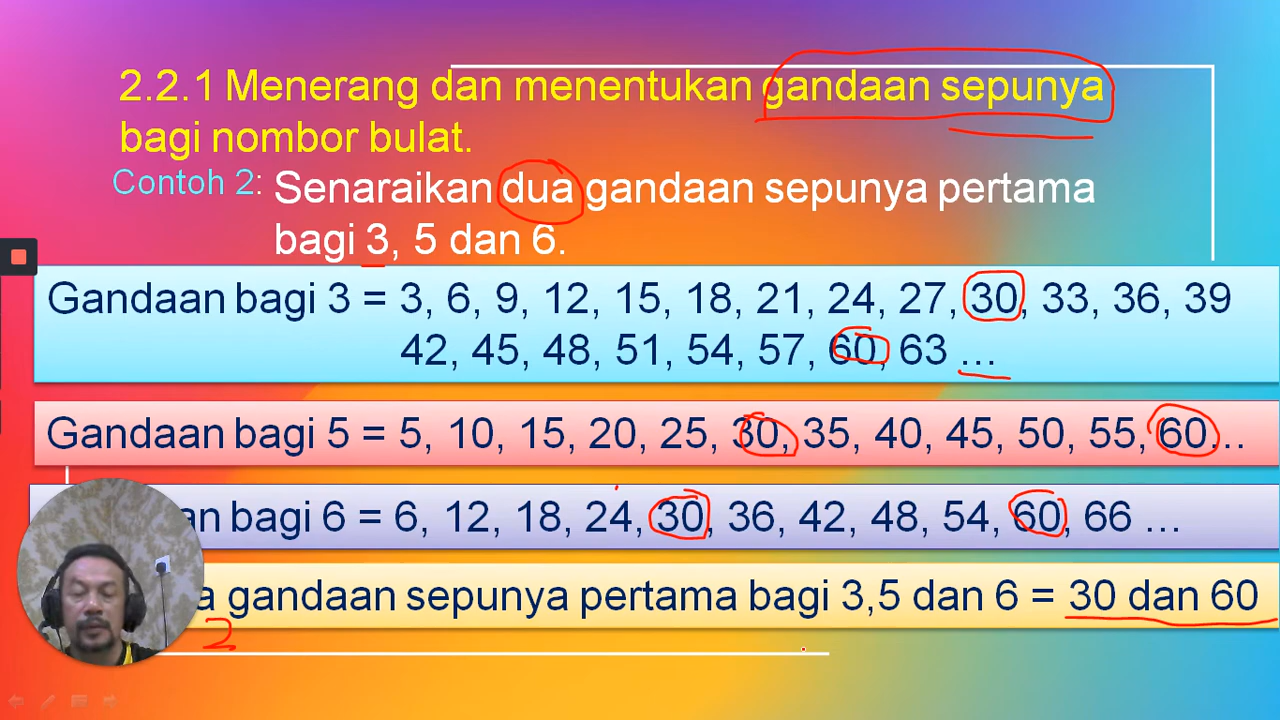 2.2.1 Menerang dan menentukan gandaan sepunya
bagi nombor bulat.
Contoh 2: Senaraikan dua gandaan sepunya pertama
bagi 3, 5 dan 6.
Gandaan bagi 3 = 3, 6, 9, 12, 15, 18, 21, 24, 27, 30, 33, 36, 39
42, 45, 48, 51, 54, 57, 60, 63 ...
Gandaan bagi 5 = 5, 10, 15, 20, 25, 30, 35, 40, 45, 50, 55, 60...
an bagi 6 = 6, 12, 18, 24, 30, 36, 42, 48, 54, 60, 66 ...
a gandaan sepunya pertama bagi 3,5 dan 6 = 30 dan 60
2